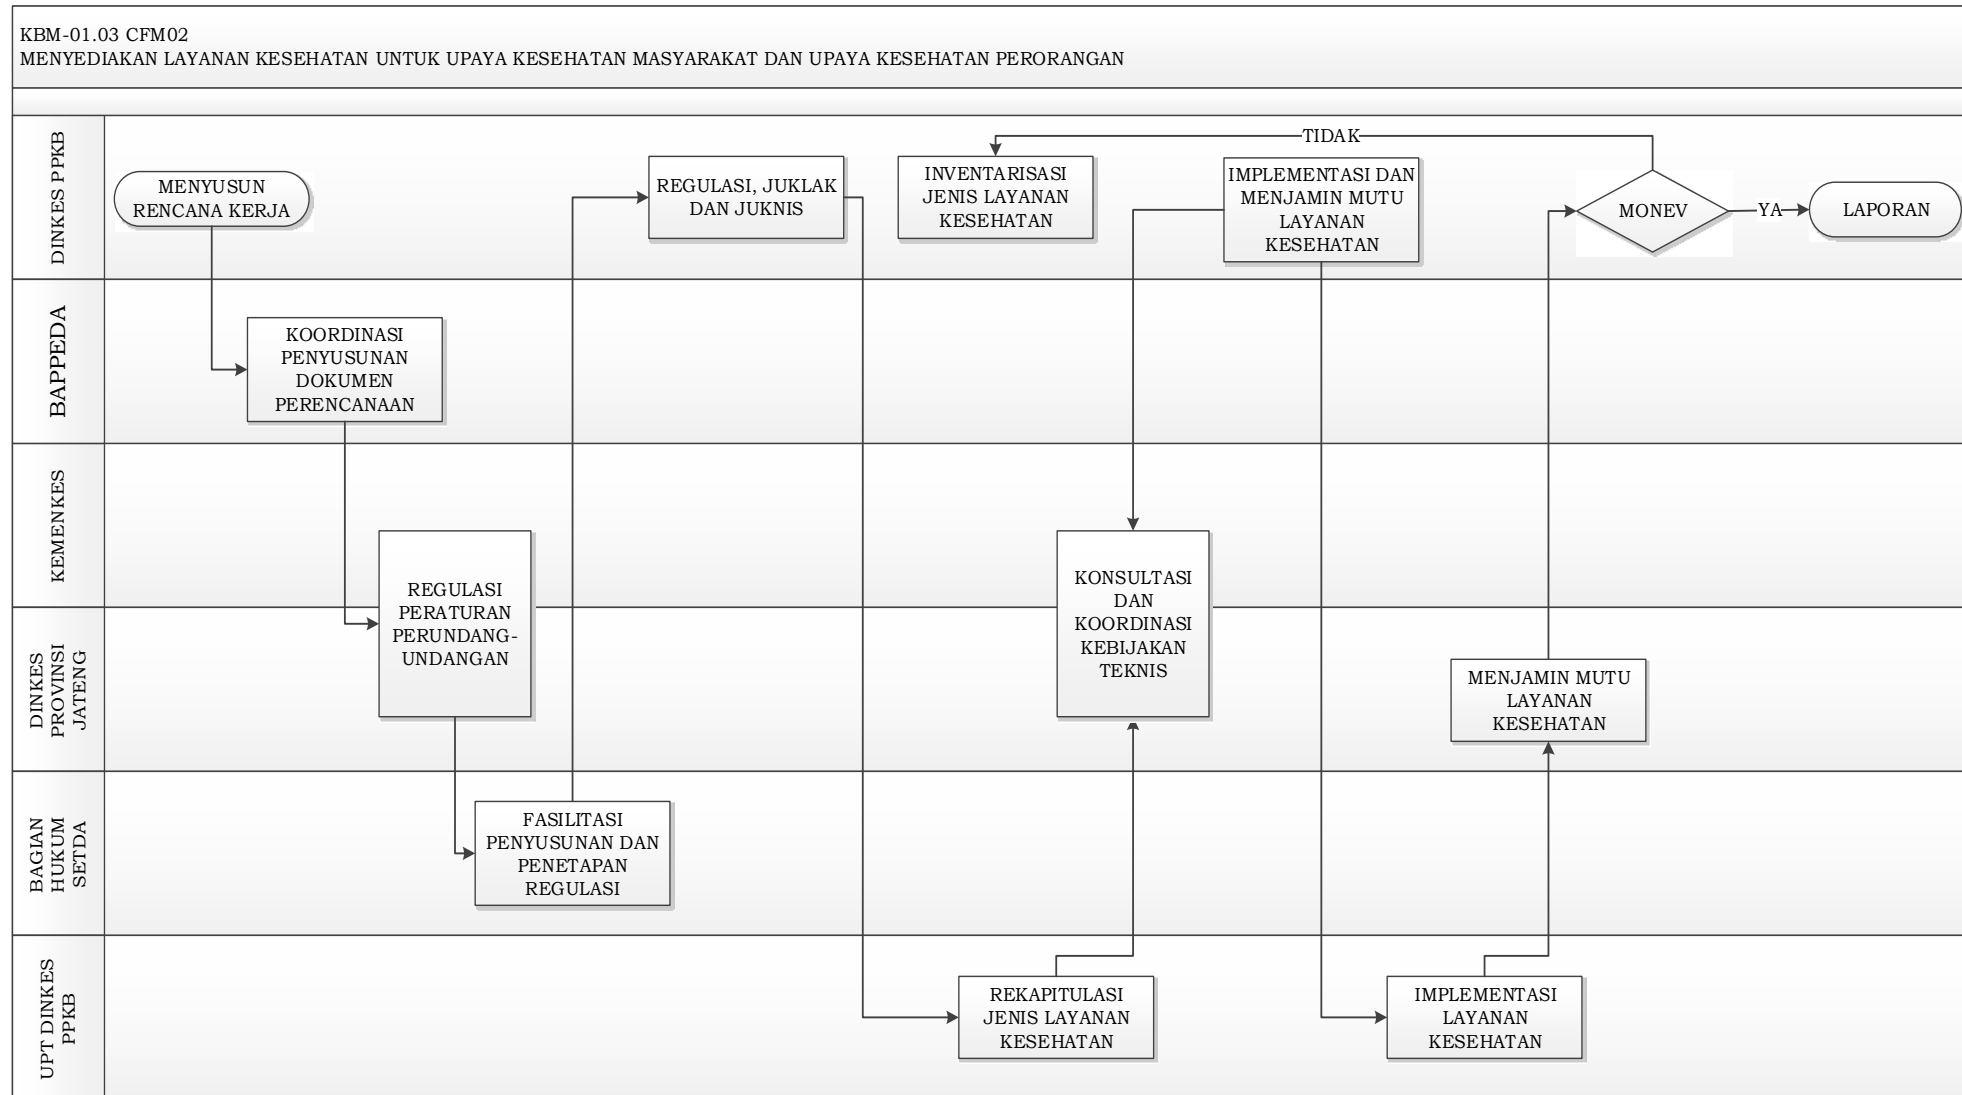 KBM-01.03 CFM02
MENYEDIAKAN LAYANAN KESEHATAN UNTUK UPAYA KESEHATAN MASYARAKAT DAN UPAYA KESEHATAN PERORANGAN
DINKES PPKB
MENYUSUN
RENCANA KERJA
REGULASI, JUKLAK
DAN JUKNIS
INVENTARISASI
JENIS LAYANAN
KESEHATAN
TIDAK
IMPLEMENTASI DAN
MENJAMIN MUTU
LAYANAN
KESEHATAN
MONEV
YA
LAPORAN
BAPPEDA
KOORDINASI
PENYUSUNAN
DOKUMEN
PERENCANAAN
KEMENKES
REGULASI
PERATURAN
PERUNDANG-
UNDANGAN
KONSULTASI
DAN
KOORDINASI
KEBIJAKAN
TEKNIS
DINKES
PROVINSI
JATENG
MENJAMIN MUTU
LAYANAN
KESEHATAN
BAGIAN
HUKUM
SETDA
FASILITASI
PENYUSUNAN DAN
PENETAPAN
REGULASI
UPT DINKES
PPKB
REKAPITULASI
JENIS LAYANAN
KESEHATAN
IMPLEMENTASI
LAYANAN
KESEHATAN